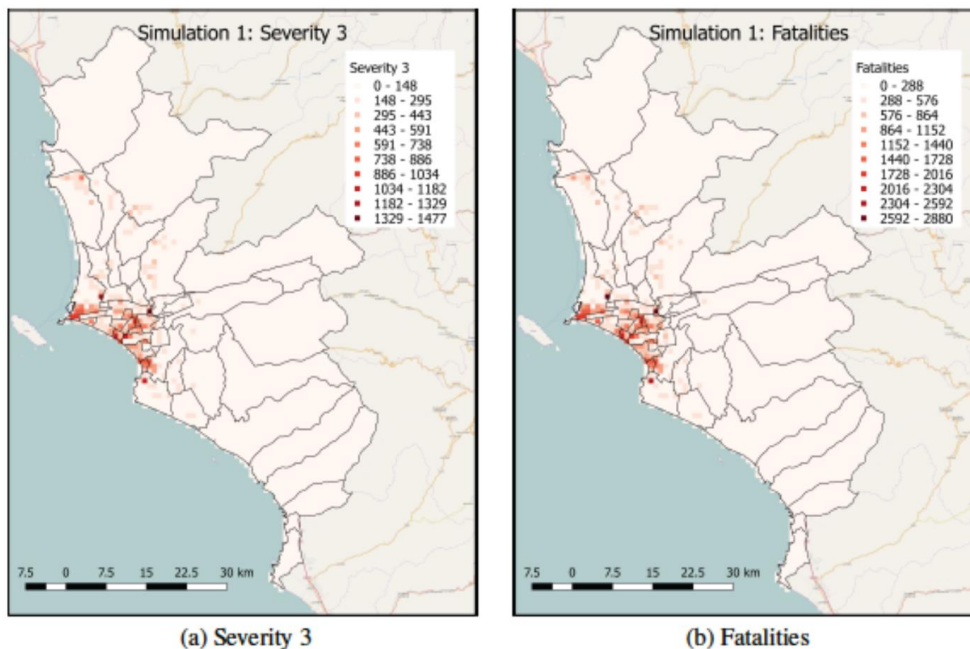 Simulation 1: Severity 3
Severity 3
0 - 148
148 - 295
295 - 443
443 - 591
591 - 738
738 - 886
886 - 1034
1034 - 1182
1182 - 1329
1329 - 1477
7.5 0 7.5 15 22.5 30 km
(a) Severity 3
Simulation 1: Fatalities
Fatalities
0 - 288
288 - 576
576 - 864
864 - 1152
1152 - 1440
1440 - 1728
1728 - 2016
2016 - 2304
2304 - 2592
2592 - 2880
7.5 0 7.5 15 22.5 30 km
(b) Fatalities